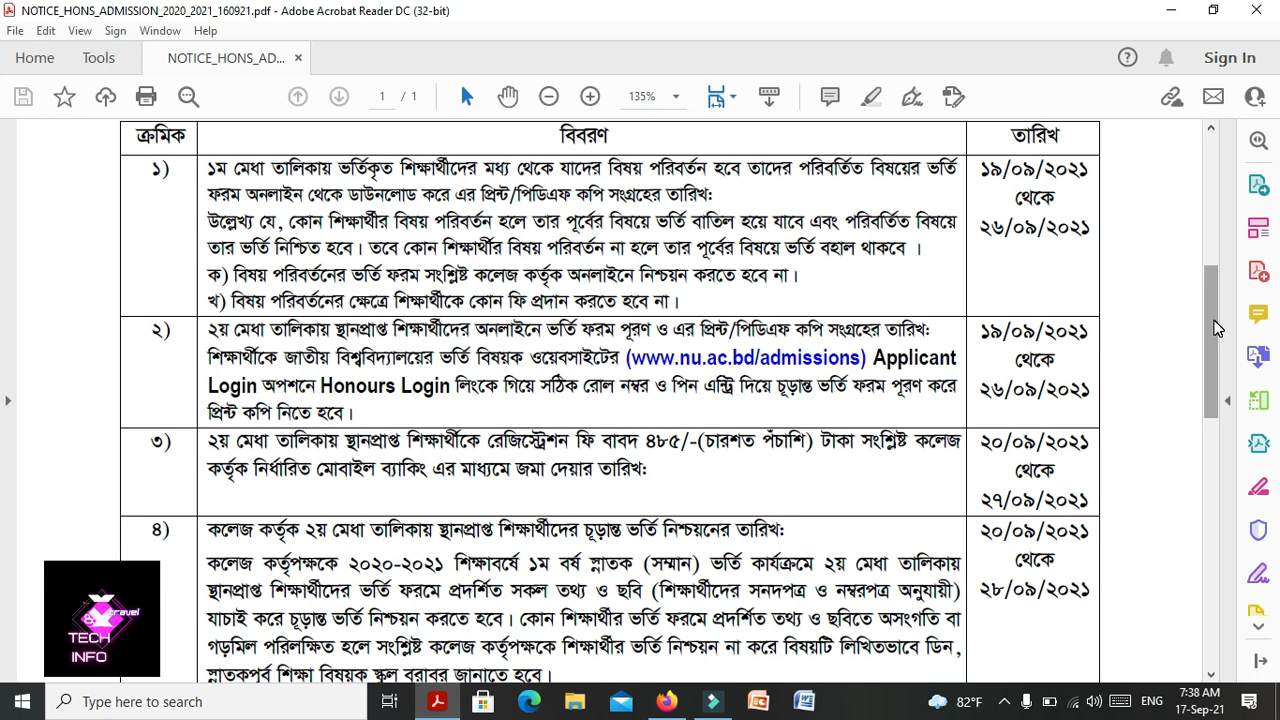 NOTICE_HONS_ADMISSION_2020_2021_160921.pdf - Adobe Acrobat Reader DC (32-bit)
File Edit View Sign Window Help
Home Tools NOTICE_HONS_AD... × Sign In
1 / 1 135%
ক্রমিক বিবরণ তারিখ
১) ১ম মেধা তালিকায় ভর্তিকৃত শিক্ষার্থীদের মধ্য থেকে যাদের বিষয় পরিবর্তন হবে তাদের পরিবর্তিত বিষয়ের ভর্তি ১৯/০৯/২০২১
ফরম অনলাইন থেকে ডাউনলোড করে এর প্রিন্ট/পিডিএফ কপি সংগ্রহের তারিখ: থেকে
উল্লেখ্য যে, কোন শিক্ষার্থীর বিষয় পরিবর্তন হলে তার পূর্বের বিষয়ে ভর্তি বাতিল হয়ে যাবে এবং পরিবর্তিত বিষয়ে ২৬/০৯/২০২১
তার ভর্তি নিশ্চিত হবে। তবে কোন শিক্ষার্থীর বিষয় পরিবর্তন না হলে তার পূর্বের বিষয়ে ভর্তি বহাল থাকবে ।
ক) বিষয় পরিবর্তনের ভর্তি ফরম সংশ্লিষ্ট কলেজ কর্তৃক অনলাইনে নিশ্চয়ন করতে হবে না।
খ) বিষয় পরিবর্তনের ক্ষেত্রে শিক্ষার্থীকে কোন ফি প্রদান করতে হবে না।
২) ২য় মেধা তালিকায় স্থানপ্রাপ্ত শিক্ষার্থীদের অনলাইনে ভর্তি ফরম পূরণ ও এর প্রিন্ট/পিডিএফ কপি সংগ্রহের তারিখ: ১৯/০৯/২০২১
শিক্ষার্থীকে জাতীয় বিশ্ববিদ্যালয়ের ভর্তি বিষয়ক ওয়েবসাইটের (www.nu.ac.bd/admissions) Applicant থেকে
Login অপশনে Honours Login লিংকে গিয়ে সঠিক রোল নম্বর ও পিন এন্ট্রি দিয়ে চূড়ান্ত ভর্তি ফরম পূরণ করে ২৬/০৯/২০২১
প্রিন্ট কপি নিতে হবে।
৩) ২য় মেধা তালিকায় স্থানপ্রাপ্ত শিক্ষার্থীকে রেজিস্ট্রেশন ফি বাবদ ৪৮৫/-(চারশত পঁচাশি) টাকা সংশ্লিষ্ট কলেজ ২০/০৯/২০২১
কর্তৃক নির্ধারিত মোবাইল ব্যাকিং এর মাধ্যমে জমা দেয়ার তারিখ: থেকে
২৭/০৯/২০২১
৪) কলেজ কর্তৃক ২য় মেধা তালিকায় স্থানপ্রাপ্ত শিক্ষার্থীদের চূড়ান্ত ভর্তি নিশ্চয়নের তারিখ: ২০/০৯/২০২১
কলেজ কর্তৃপক্ষকে ২০২০-২০২১ শিক্ষাবর্ষে ১ম বর্ষ স্নাতক (সম্মান) ভর্তি কার্যক্রমে ২য় মেধা তালিকায় থেকে
স্থানপ্রাপ্ত শিক্ষার্থীদের ভর্তি ফরমে প্রদর্শিত সকল তথ্য ও ছবি (শিক্ষার্থীদের সনদপত্র ও নম্বরপত্র অনুযায়ী) ২৮/০৯/২০২১
যাচাই করে চূড়ান্ত ভর্তি নিশ্চয়ন করতে হবে। কোন শিক্ষার্থীর ভর্তি ফরমে প্রদর্শিত তথ্য ও ছবিতে অসংগতি বা
গড়মিল পরিলক্ষিত হলে সংশ্লিষ্ট কলেজ কর্তৃপক্ষকে শিক্ষার্থীর ভর্তি নিশ্চয়ন না করে বিষয়টি লিখিতভাবে ডিন,
স্নাতকপূর্ব শিক্ষা বিষয়ক স্কুল বরাবর জানাতে হবে।
travel
TECH
INFO
Type here to search 82°F ENG 7:38 AM
17-Sep-21